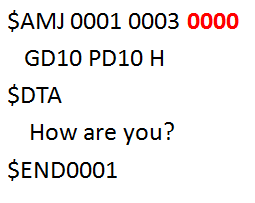 $AMJ 0001 0003 0000
GD10 PD10 H
$DTA
How are you?
$END0001